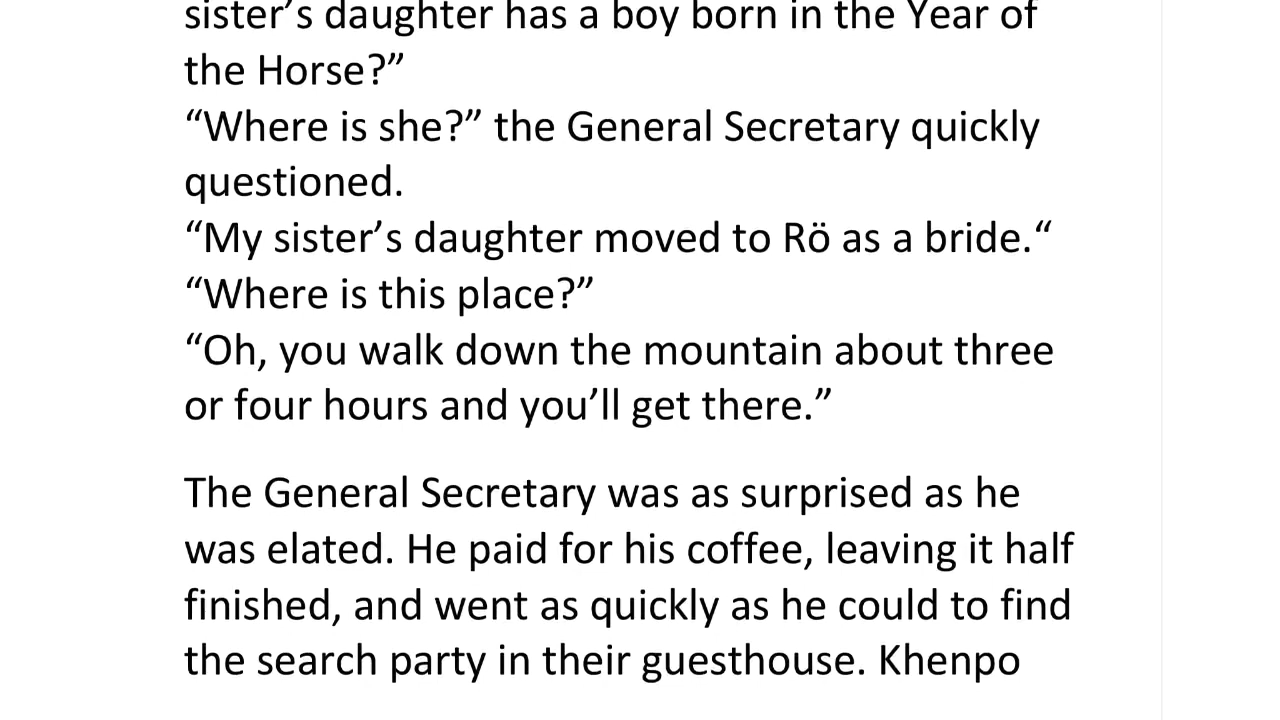 sister’s daughter has a boy born in the Year of
the Horse?”
“Where is she?” the General Secretary quickly
questioned.
“My sister’s daughter moved to Rö as a bride.“
“Where is this place?”
“Oh, you walk down the mountain about three
or four hours and you’ll get there.”
The General Secretary was as surprised as he
was elated. He paid for his coffee, leaving it half
finished, and went as quickly as he could to find
the search party in their guesthouse. Khenpo